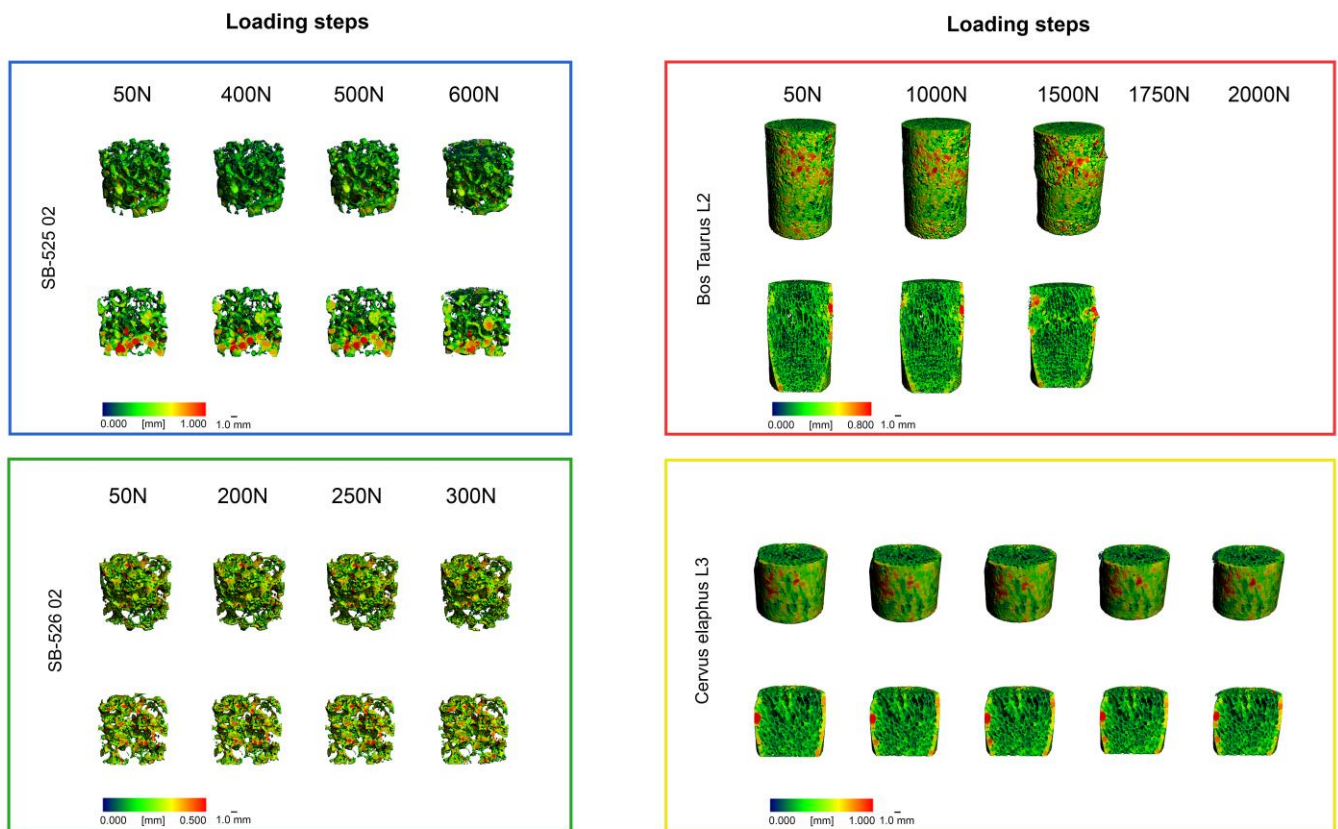 Loading steps
50N 400N 500N 600N
SB-525 02
0.000 [mm] 1.000 1.0 mm
50N 200N 250N 300N
SB-526 02
0.000 [mm] 0.500 1.0 mm
Loading steps
50N 1000N 1500N 1750N 2000N
Bos Taurus L2
0.000 [mm] 0.800 1.0 mm
Cervus elaphus L3
0.000 [mm] 1.000 1.0 mm